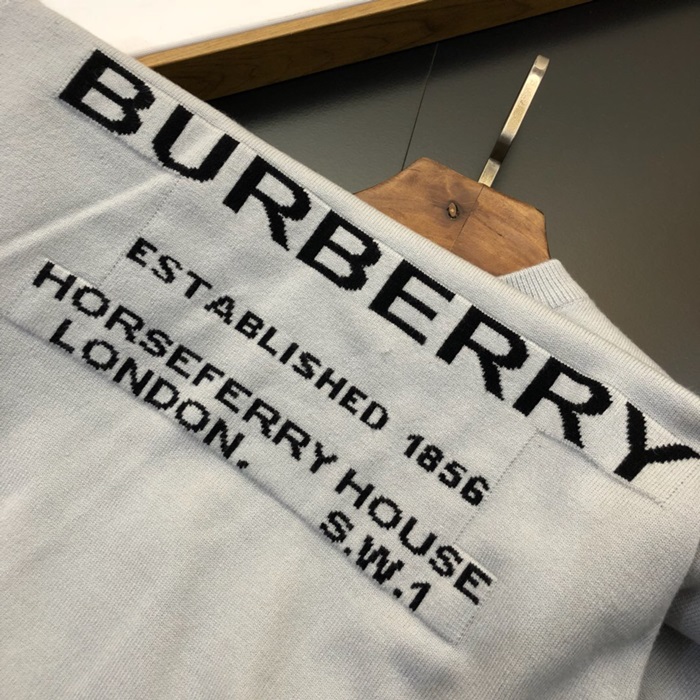 BURBERRY
ESTABLISHED 1856
HORSEFERRY HOUSE
LONDON. S.W.1